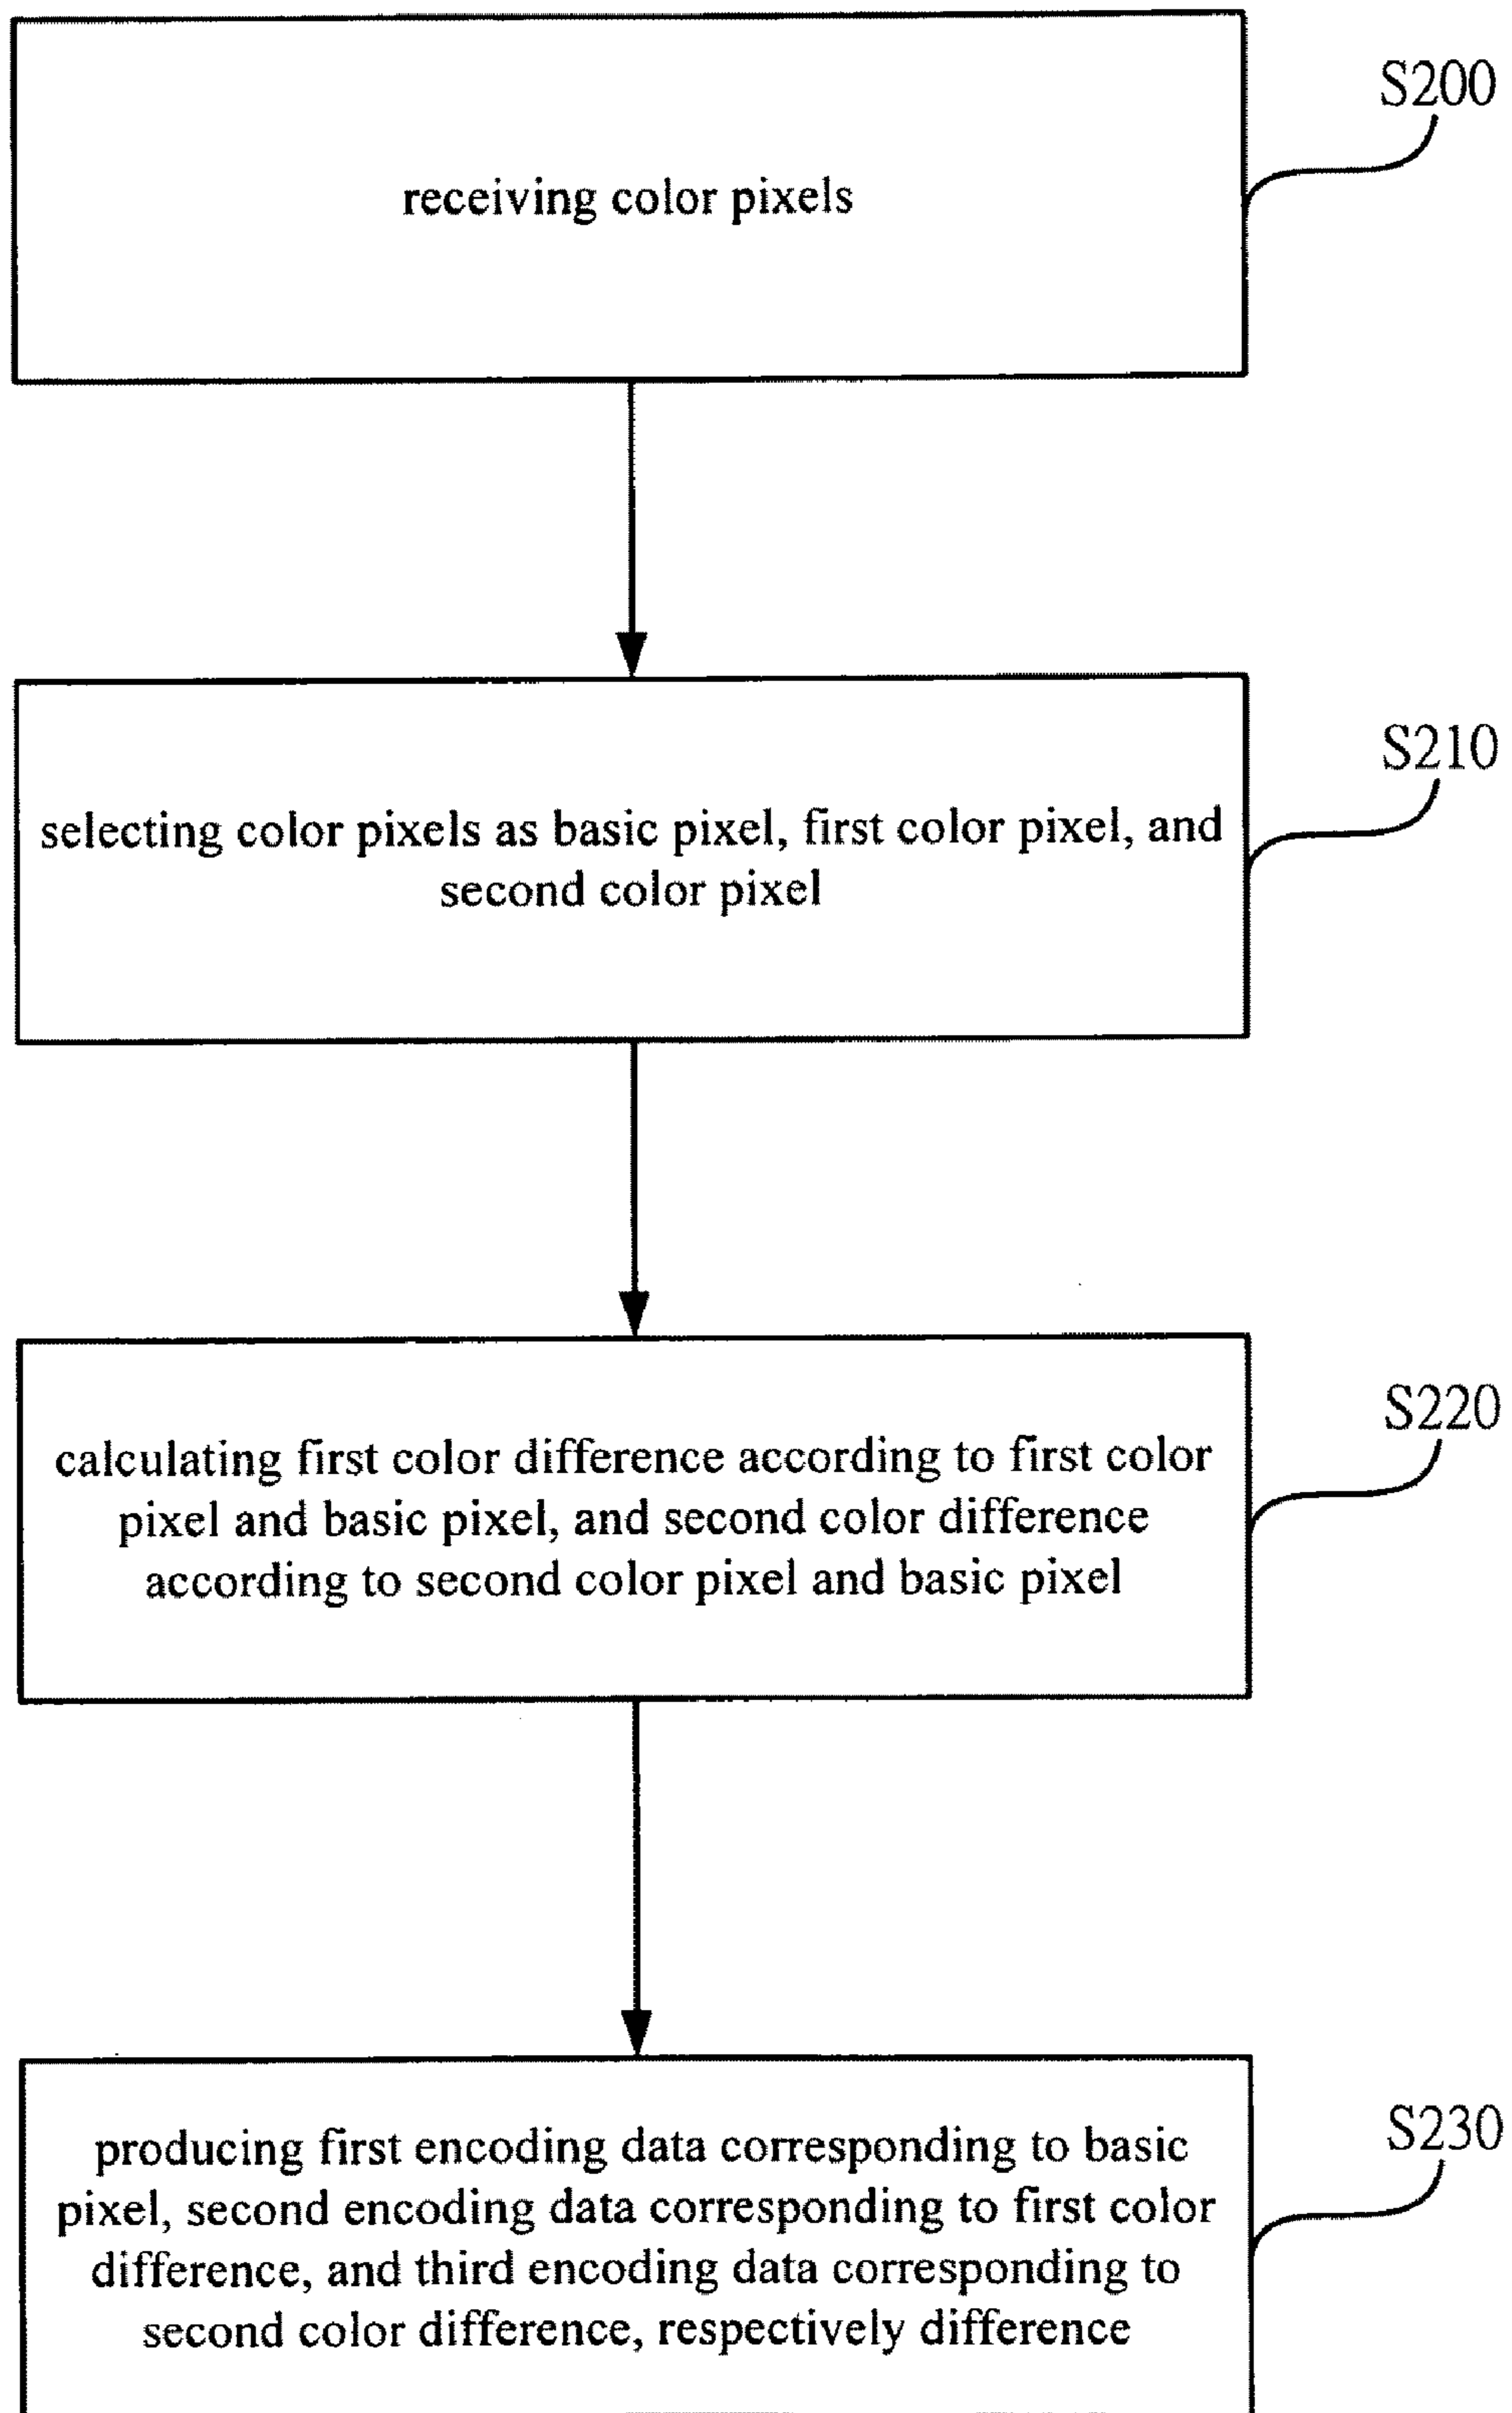 S200
receiving color pixels
S210
selecting color pixels as basic pixel, first color pixel, and
second color pixel
S220
calculating first color difference according to first color
pixel and basic pixel, and second color difference
according to second color pixel and basic pixel
S230
producing first encoding data corresponding to basic
pixel, second encoding data corresponding to first color
difference, and third encoding data corresponding to
second color difference, respectively difference